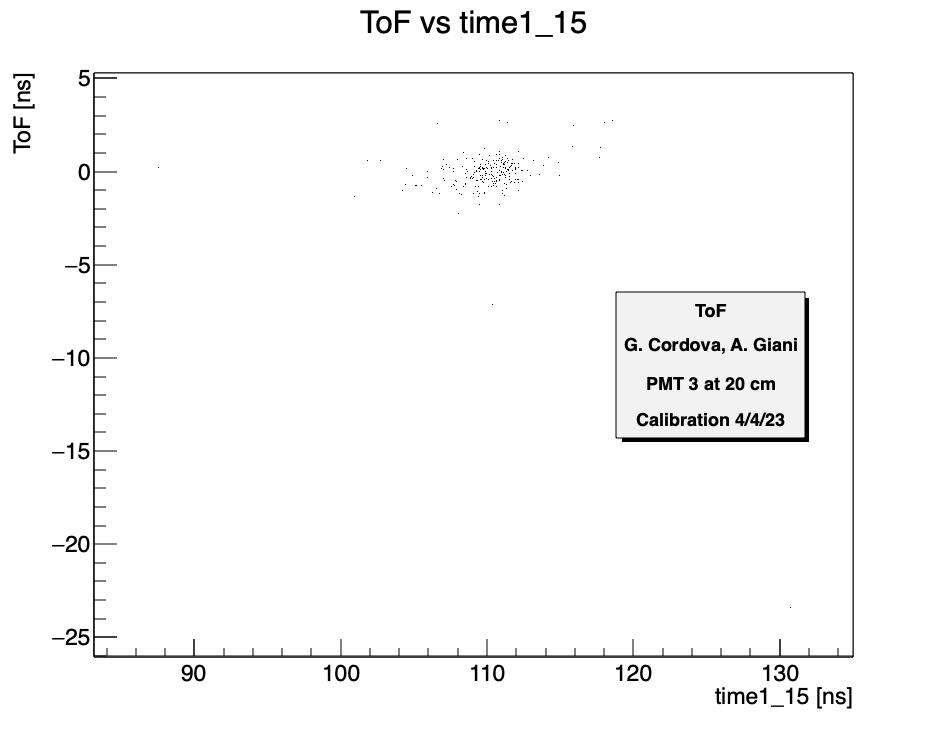 ToF vs time1_15
ToF [ns]
5
0
−5
−10
−15
−20
−25
ToF
G. Cordova, A. Giani
PMT 3 at 20 cm
Calibration 4/4/23
90 100 110 120 130
time1_15 [ns]